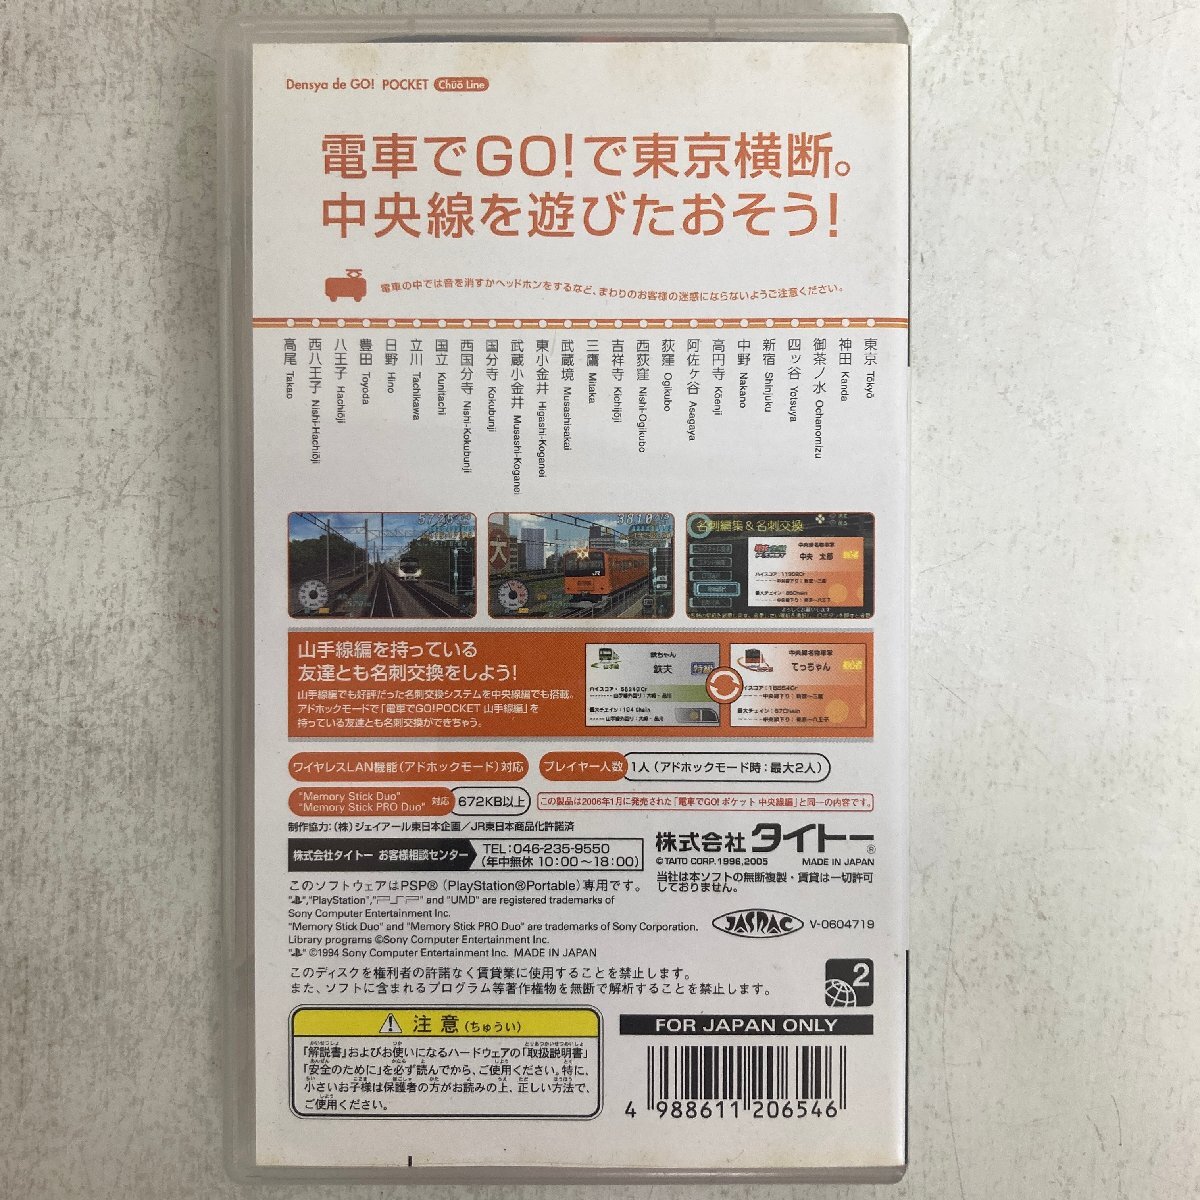 Densya de GO! POCKET Chūō Line
電車でGO!で東京横断。
中央線を遊びたおそう!
電車の中では音を消すかヘッドホンをするなど、まわりのお客様の迷惑にならないようご注意ください。
東京 Tōkyō
神田 Kanda
御茶ノ水 Ochanomizu
四ッ谷 Yotsuya
新宿 Shinjuku
中野 Nakano
高円寺 Kōenji
阿佐ヶ谷 Asagaya
荻窪 Ogikubo
西荻窪 Nishi-Ogikubo
吉祥寺 Kichijōji
三鷹 Mitaka
武蔵境 Musashisakai
東小金井 Higashi-Koganei
武蔵小金井 Musashi-Koganei
国分寺 Kokubunji
西国分寺 Nishi-Kokubunji
国立 Kunitachi
立川 Tachikawa
日野 Hino
豊田 Toyoda
八王子 Hachiōji
西八王子 Nishi-Hachiōji
高尾 Takao
大
JR
名刺編集&名刺交換
中央 太郎
山手線編を持っている
友達とも名刺交換をしよう!
山手線編でも好評だった名刺交換システムを中央線編でも搭載。
アドホックモードで「電車でGO!POCKET 山手線編」を
持っている友達とも名刺交換ができちゃう。
鉄ちゃん
鉄夫
てっちゃん
ワイヤレスLAN機能(アドホックモード)対応
プレイヤー人数 1人(アドホックモード時:最大2人)
"Memory Stick Duo"
"Memory Stick PRO Duo" 対応 672KB以上
この製品は2006年1月に発売された「電車でGO! ポケット 中央線編」と同一の内容です。
制作協力:(株)ジェイアール東日本企画/JR東日本商品化許諾済
株式会社タイトー お客様相談センター
TEL:046-235-9550
(年中無休 10:00~18:00)
株式会社 タイトー®
© TAITO CORP. 1996,2005 MADE IN JAPAN
当社は本ソフトの無断複製・賃貸は一切許可
しておりません。
このソフトウェアはPSP®(PlayStation®Portable)専用です。
"PlayStation","PSP" and "UMD" are registered trademarks of
Sony Computer Entertainment Inc.
"Memory Stick Duo" and "Memory Stick PRO Duo" are trademarks of Sony Corporation.
Library programs ©Sony Computer Entertainment Inc.
©1994 Sony Computer Entertainment Inc. MADE IN JAPAN
JASRAC V-0604719
このディスクを権利者の許諾なく賃貸業に使用することを禁止します。
また、ソフトに含まれるプログラム等著作権物を無断で解析することを禁止します。
2
注意(ちゅうい)
「解説書」およびお使いになるハードウェアの「取扱説明書」
「安全のために」を必ず読んでから、ご使用ください。特に、
小さいお子様は保護者の方がお読みの上、正しい方法で、
ご使用ください。
FOR JAPAN ONLY
4 988611 206546